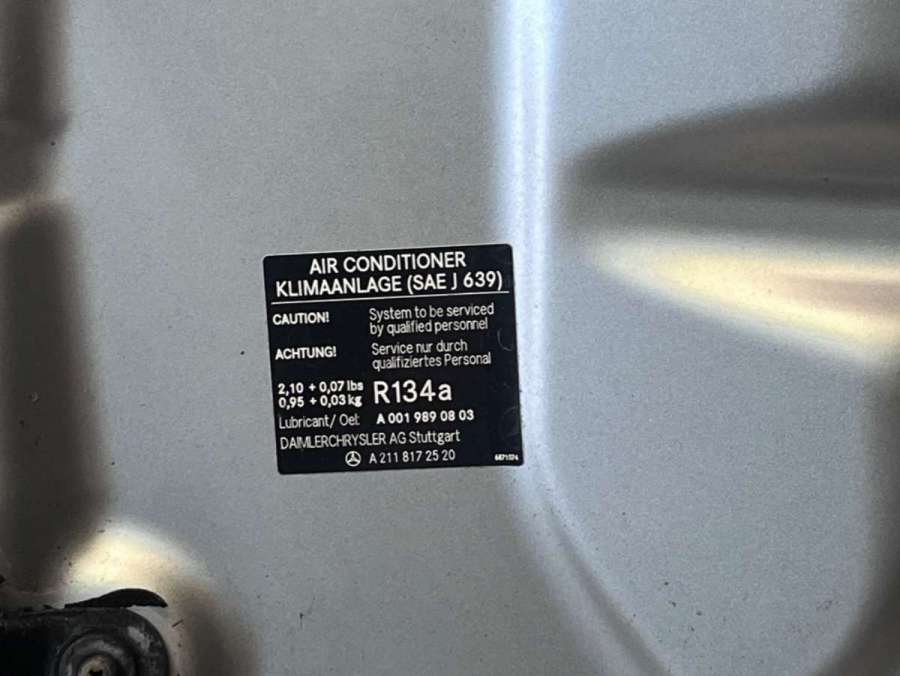 AIR CONDITIONER
KLIMAANLAGE (SAE J 639)
CAUTION! System to be serviced
by qualified personnel
ACHTUNG! Service nur durch
qualifiziertes Personal
2,10 + 0,07 lbs R134a
0,95 + 0,03 kg
Lubricant/ Oel: A 001 989 08 03
DAIMLERCHRYSLER AG Stuttgart
A 211 817 25 20